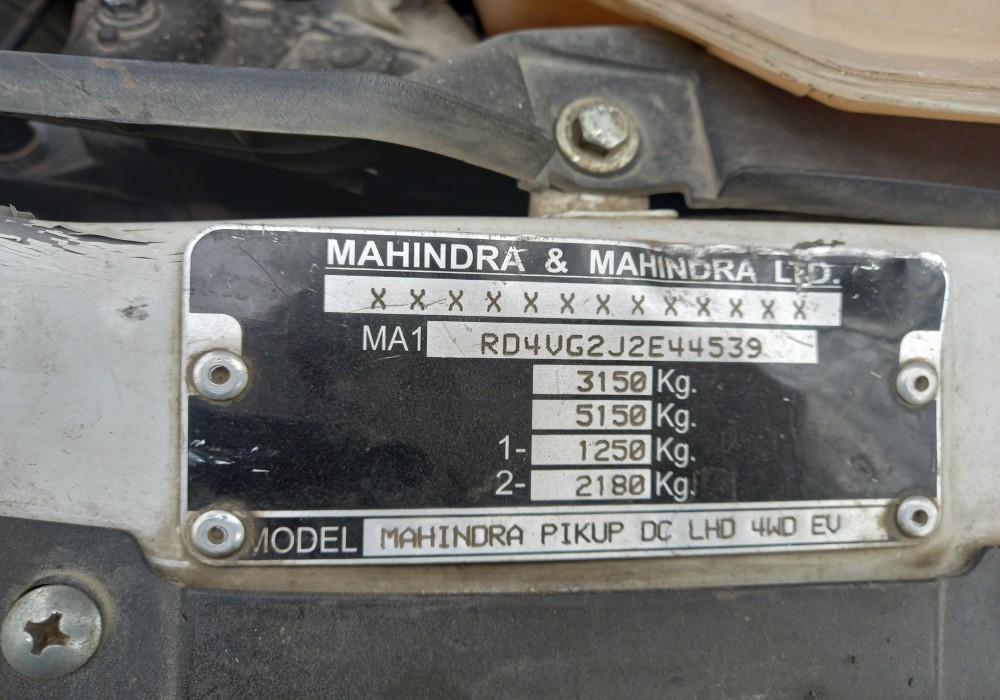 MAHINDRA & MAHINDRA LTD.
X X X X X X X X X X X X
MA1 RD4VG2J2E44539
3150 Kg.
5150 Kg.
1- 1250 Kg.
2- 2180 Kg.
MODEL MAHINDRA PIKUP DC LHD 4WD EV